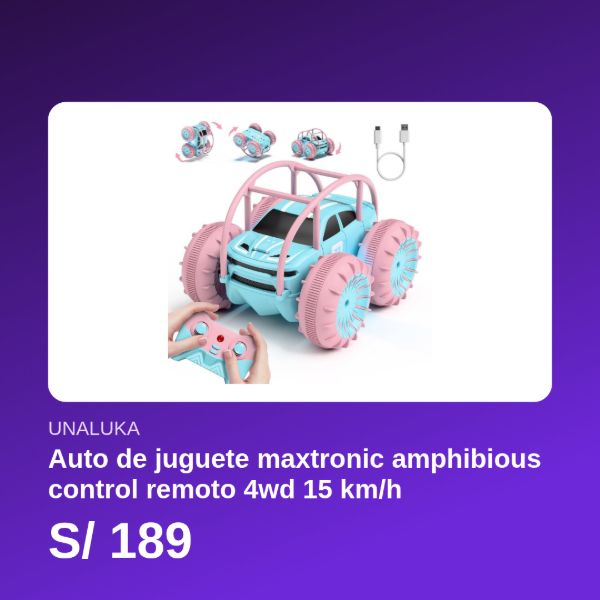 UNALUKA
Auto de juguete maxtronic amphibious
control remoto 4wd 15 km/h
S/ 189